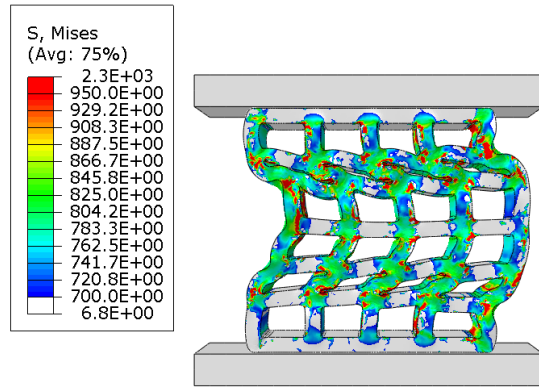 S, Mises
(Avg: 75%)
2.3E+03
950.0E+00
929.2E+00
908.3E+00
887.5E+00
866.7E+00
845.8E+00
825.0E+00
804.2E+00
783.3E+00
762.5E+00
741.7E+00
720.8E+00
700.0E+00
6.8E+00